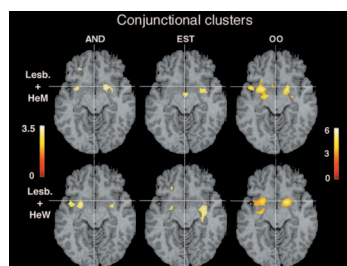 Conjunctional clusters
AND EST OO
Lesb.
+
HeM
3.5
0
6
3
0
Lesb.
+
HeW